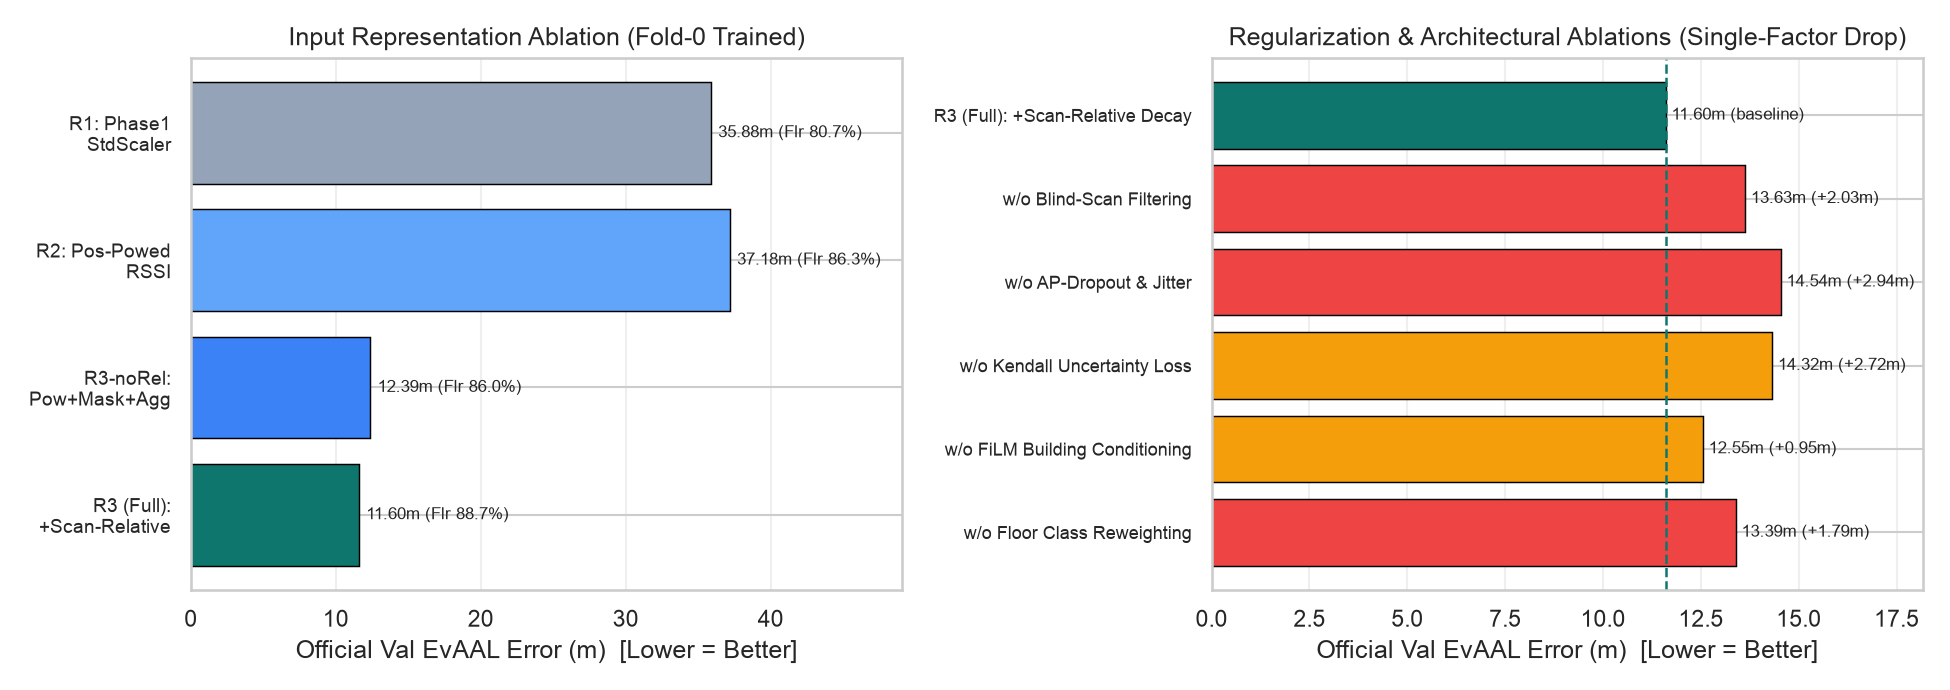 Input Representation Ablation (Fold-0 Trained)
R1: Phase1
StdScaler
35.88m (Flr 80.7%)
R2: Pos-Powed
RSSI
37.18m (Flr 86.3%)
R3-noRel:
Pow+Mask+Agg
12.39m (Flr 86.0%)
R3 (Full):
+Scan-Relative
11.60m (Flr 88.7%)
0 10 20 30 40
Official Val EvAAL Error (m) [Lower = Better]
Regularization & Architectural Ablations (Single-Factor Drop)
R3 (Full): +Scan-Relative Decay
11.60m (baseline)
w/o Blind-Scan Filtering
13.63m (+2.03m)
w/o AP-Dropout & Jitter
14.54m (+2.94m)
w/o Kendall Uncertainty Loss
14.32m (+2.72m)
w/o FiLM Building Conditioning
12.55m (+0.95m)
w/o Floor Class Reweighting
13.39m (+1.79m)
0.0 2.5 5.0 7.5 10.0 12.5 15.0 17.5
Official Val EvAAL Error (m) [Lower = Better]